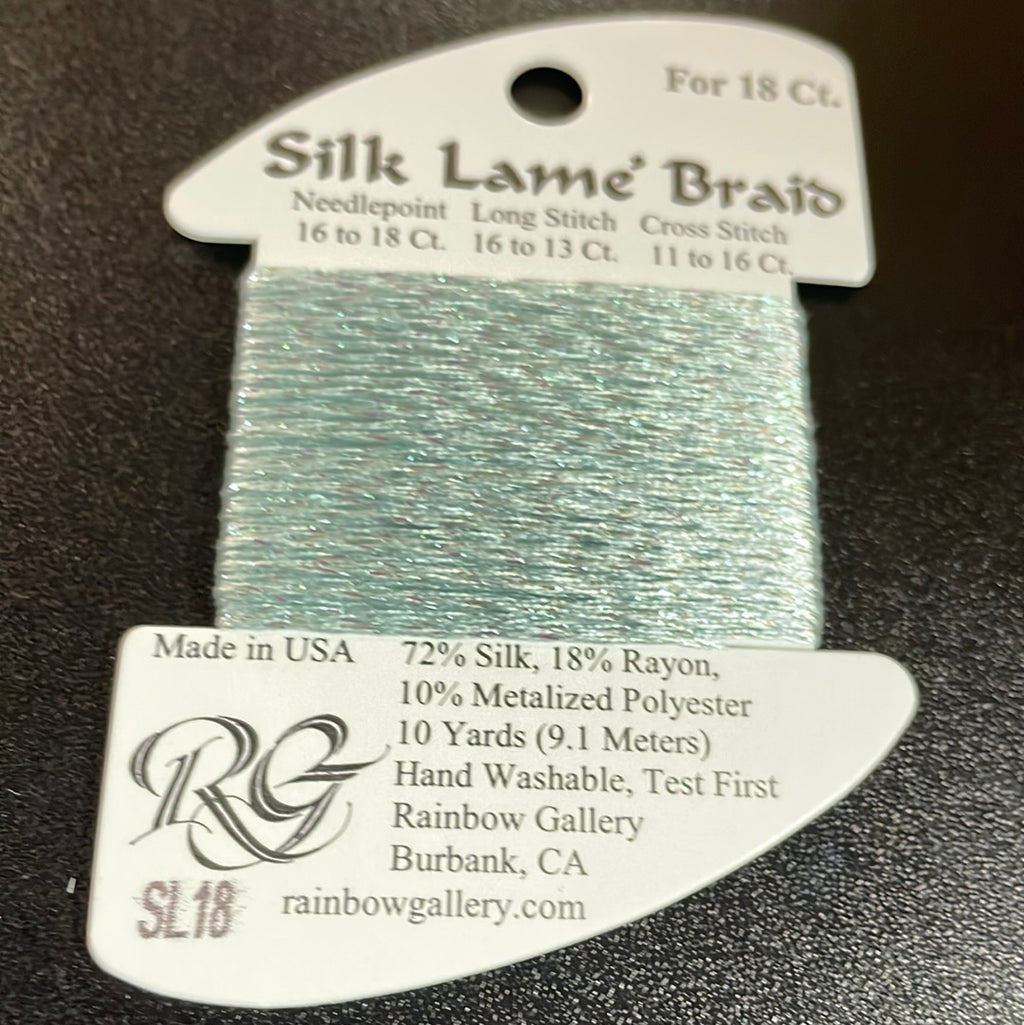 For 18 Ct.
Silk Lamé Braid
Needlepoint Long Stitch Cross Stitch
16 to 18 Ct. 16 to 13 Ct. 11 to 16 Ct.
Made in USA
72% Silk, 18% Rayon,
10% Metalized Polyester
10 Yards (9.1 Meters)
Hand Washable, Test First
Rainbow Gallery
Burbank, CA
RG
SL18
rainbowgallery.com